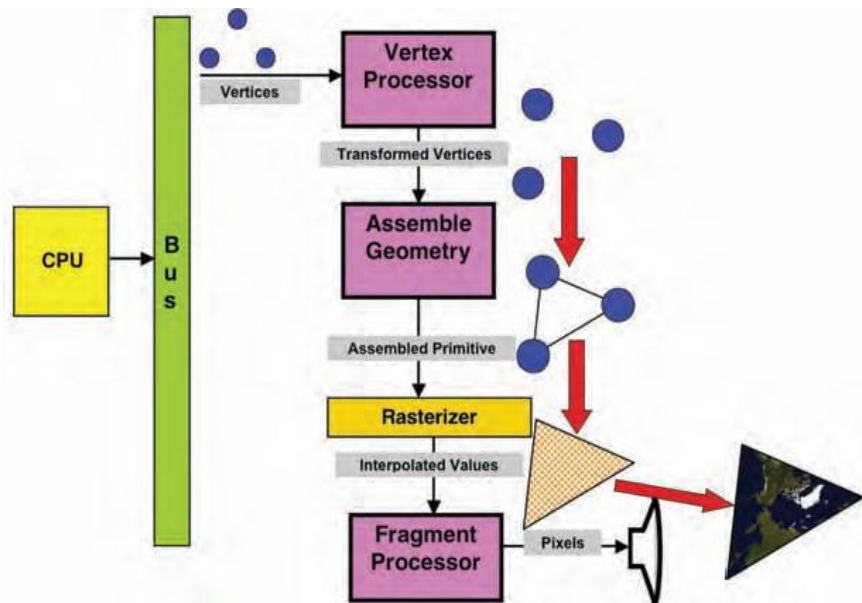 CPU
B
u
s
Vertices
Vertex
Processor
Transformed Vertices
Assemble
Geometry
Assembled Primitive
Rasterizer
Interpolated Values
Fragment
Processor
Pixels